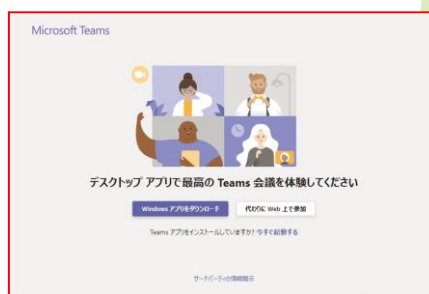 Microsoft Teams
デスクトップ アプリで最高の Teams 会議を体験してください
Windows アプリをダウンロード
代わりに Web 上で参加
Teams アプリをインストールしていますか? 今すぐ起動する
サードパーティの情報開示